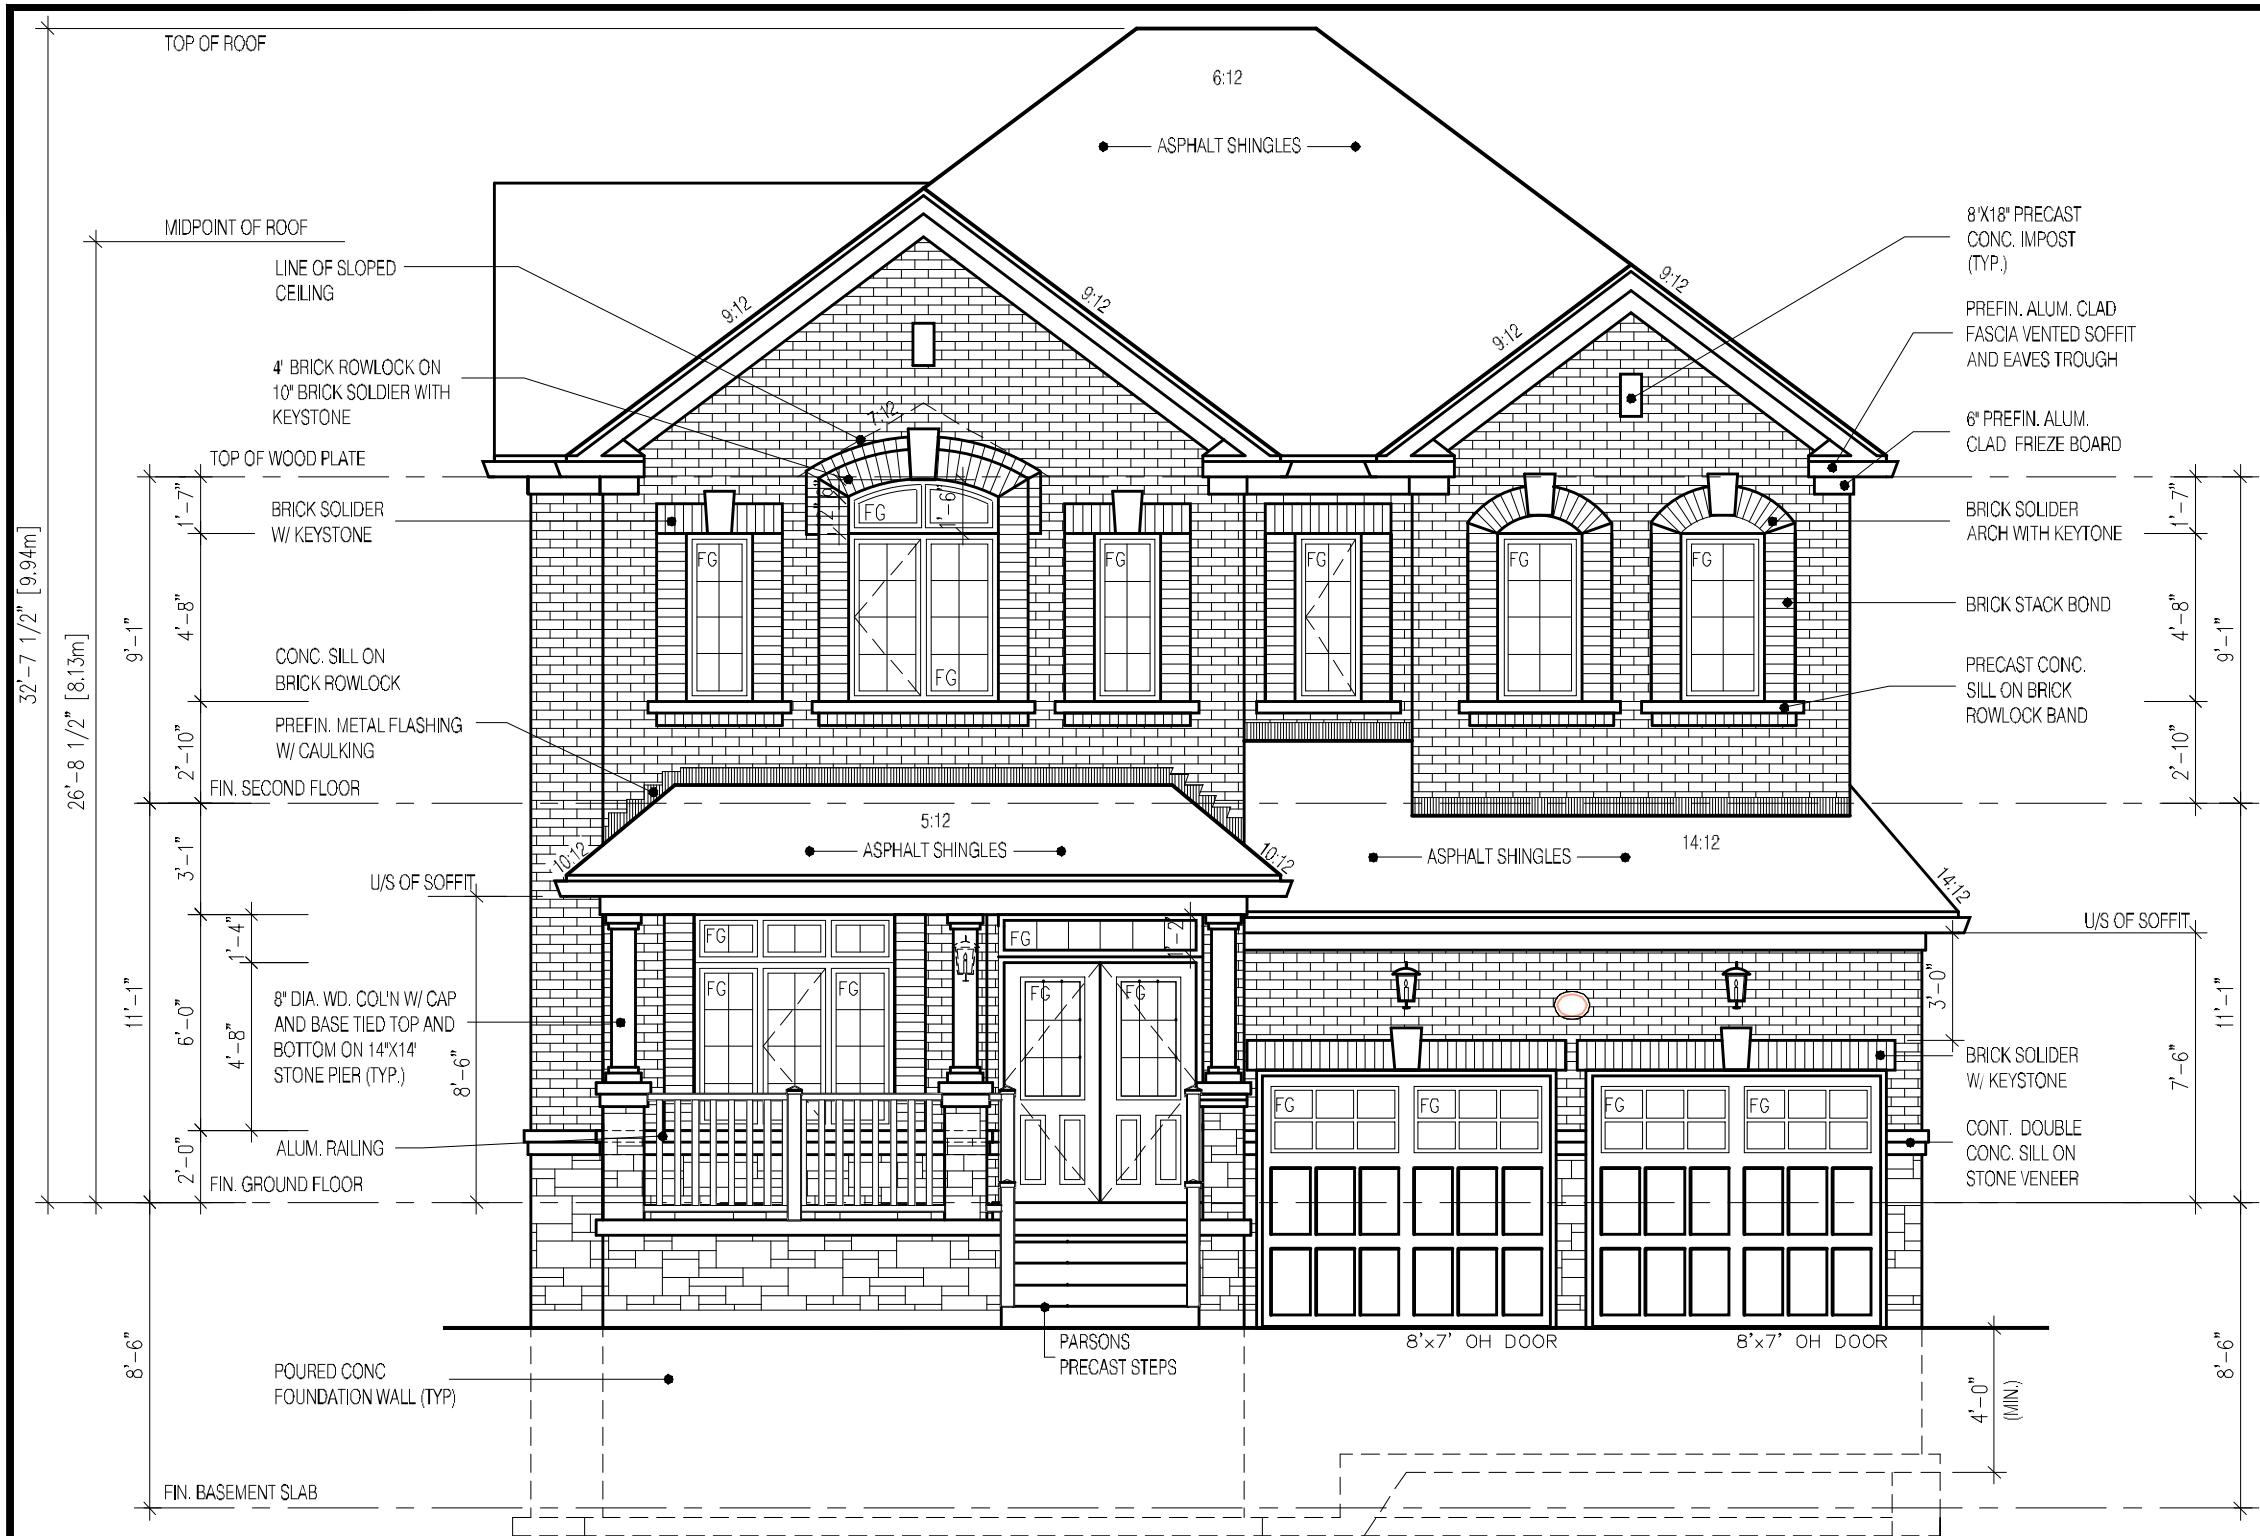 TOP OF ROOF
6:12
ASPHALT SHINGLES
MIDPOINT OF ROOF
LINE OF SLOPED
CEILING
9:12
9:12
9:12
9:12
4' BRICK ROWLOCK ON
10" BRICK SOLDIER WITH
KEYSTONE
7:12
TOP OF WOOD PLATE
BRICK SOLIDER
W/ KEYSTONE
2'-9"
1'-6"
FG
FG
FG
FG
FG
FG
FG
CONC. SILL ON
BRICK ROWLOCK
PREFIN. METAL FLASHING
W/ CAULKING
FIN. SECOND FLOOR
5:12
ASPHALT SHINGLES
10:12
10:12
14:12
ASPHALT SHINGLES
14:12
U/S OF SOFFIT
FG
FG
1'-2"
FG
FG
FG
FG
8" DIA. WD. COL'N W/ CAP
AND BASE TIED TOP AND
BOTTOM ON 14"X14'
STONE PIER (TYP.)
ALUM. RAILING
FIN. GROUND FLOOR
FG
FG
FG
FG
PARSONS
PRECAST STEPS
8'x7' OH DOOR
8'x7' OH DOOR
POURED CONC
FOUNDATION WALL (TYP)
FIN. BASEMENT SLAB
32'-7 1/2" [9.94m]
26'-8 1/2" [8.13m]
9'-1"
11'-1"
8'-6"
1'-7"
4'-8"
2'-10"
3'-1"
6'-0"
2'-0"
1'-4"
4'-8"
8'-6"
8'X18" PRECAST
CONC. IMPOST
(TYP.)
PREFIN. ALUM. CLAD
FASCIA VENTED SOFFIT
AND EAVES TROUGH
6" PREFIN. ALUM.
CLAD FRIEZE BOARD
BRICK SOLIDER
ARCH WITH KEYTONE
BRICK STACK BOND
PRECAST CONC.
SILL ON BRICK
ROWLOCK BAND
U/S OF SOFFIT
BRICK SOLIDER
W/ KEYSTONE
CONT. DOUBLE
CONC. SILL ON
STONE VENEER
1'-7"
4'-8"
2'-10"
9'-1"
3'-0"
7'-6"
11'-1"
4'-0"
(MIN.)
8'-6"